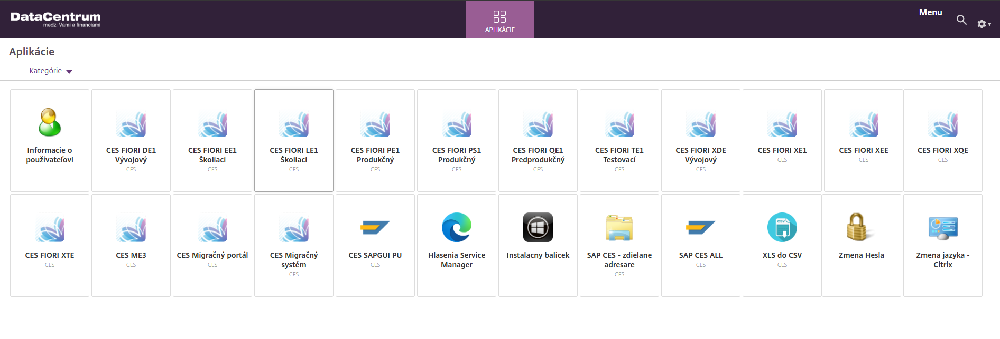 DataCentrum
medzi Vami a financiami
APLIKÁCIE
Menu
Aplikácie
Kategórie
Informacie o
používateľovi
CES FIORI DE1
Vývojový
CES
CES FIORI EE1
Školiaci
CES
CES FIORI LE1
Školiaci
CES
CES FIORI PE1
Produkčný
CES
CES FIORI PS1
Produkčný
CES
CES FIORI QE1
Predprodukčný
CES
CES FIORI TE1
Testovací
CES
CES FIORI XDE
Vývojový
CES
CES FIORI XE1
CES
CES FIORI XEE
CES
CES FIORI XQE
CES
CES FIORI XTE
CES
CES ME3
CES
CES Migračný portál
CES
CES Migračný
systém
CES
CES SAPGUI PU
CES
Hlasenia Service
Manager
Instalacny balicek
SAP CES - zdielane
adresare
CES
SAP CES ALL
CES
CSV
XLS do CSV
CES
Zmena Hesla
Zmena jazyka -
Citrix